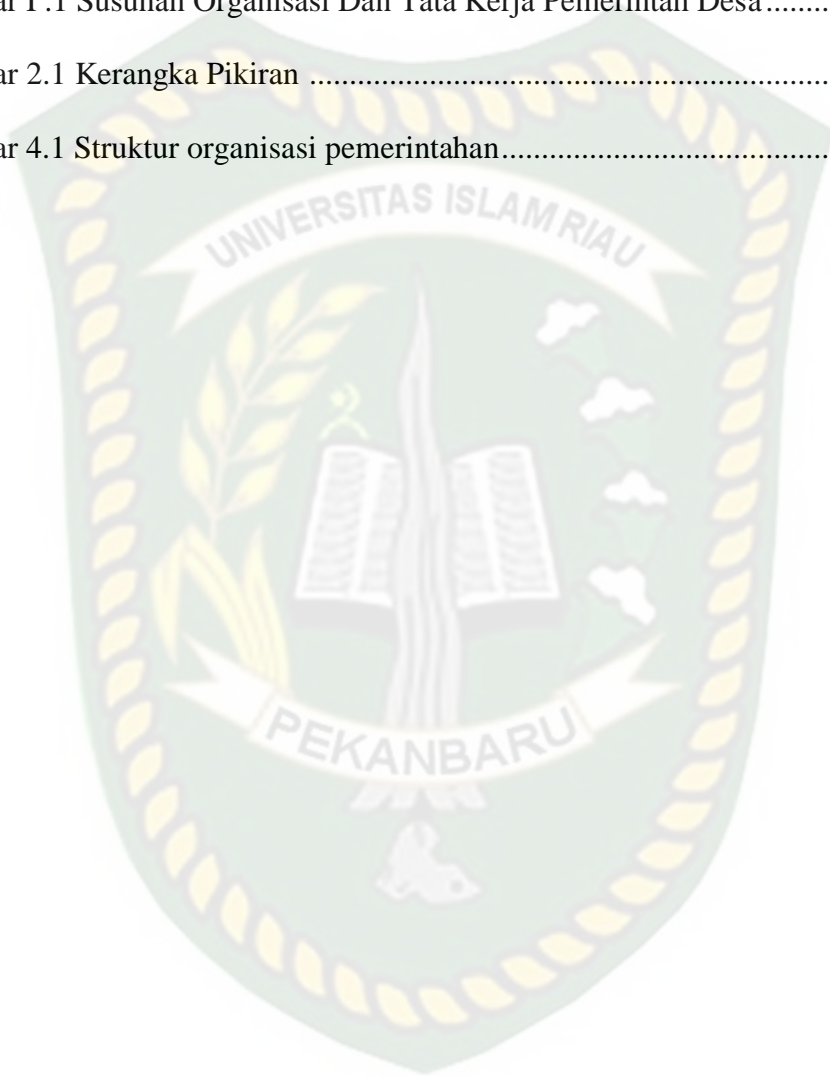 ar 1 .1 Susunan Organisasi Dan Tata Kerja Pemerintah Desa........
ar 2.1 Kerangka Pikiran ..........................................................................
ar 4.1 Struktur organisasi pemerintahan.............................................
UNIVERSITAS ISLAM RIAU
PEKANBARU